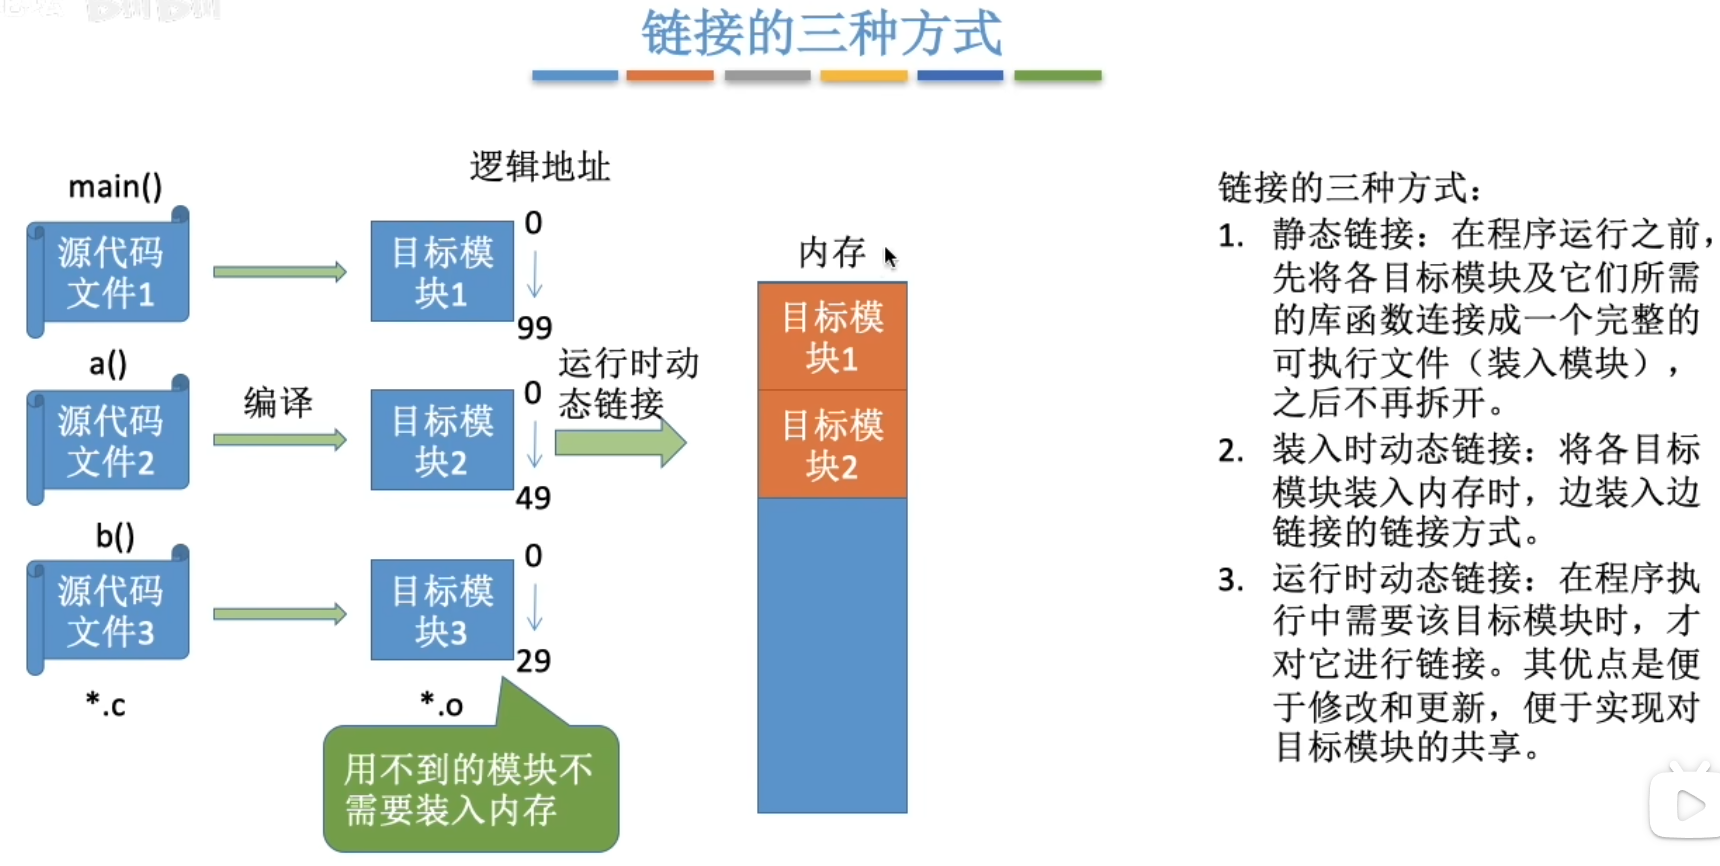 链接的三种方式
逻辑地址
main()
源代码
文件1
目标模
块1
0
99
a()
源代码
文件2
编译
目标模
块2
0
49
运行时动
态链接
b()
源代码
文件3
目标模
块3
0
29
*.c
*.o
用不到的模块不
需要装入内存
内存
目标模
块1
目标模
块2
链接的三种方式：
1. 静态链接：在程序运行之前，
先将各目标模块及它们所需
的库函数连接成一个完整的
可执行文件（装入模块），
之后不再拆开。
2. 装入时动态链接：将各目标
模块装入内存时，边装入边
链接的链接方式。
3. 运行时动态链接：在程序执
行中需要该目标模块时，才
对它进行链接。其优点是便
于修改和更新，便于实现对
目标模块的共享。